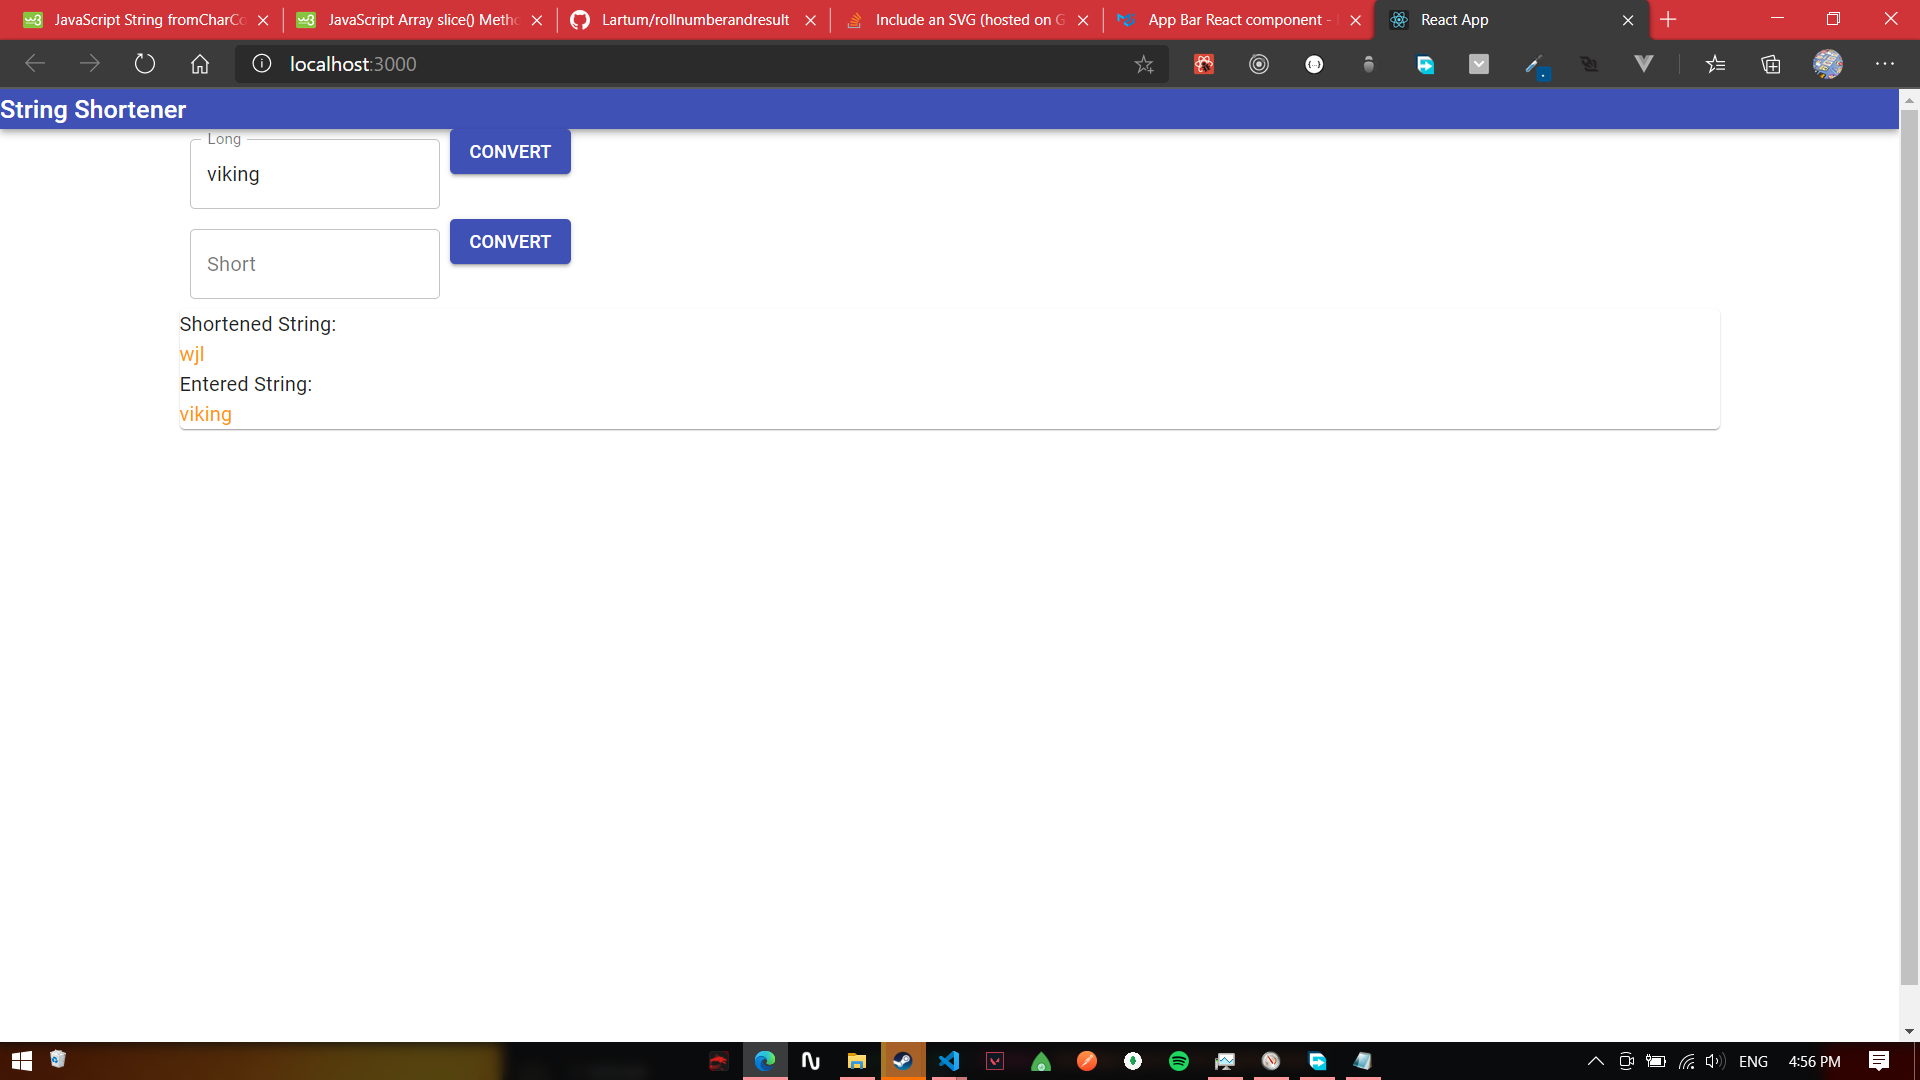 JavaScript String fromCharCo
JavaScript Array slice() Metho
Lartum/rollnumberandresult
Include an SVG (hosted on G
App Bar React component -
React App
localhost:3000
String Shortener
Long
viking
CONVERT
Short
CONVERT
Shortened String:
wjl
Entered String:
viking
ENG
4:56 PM